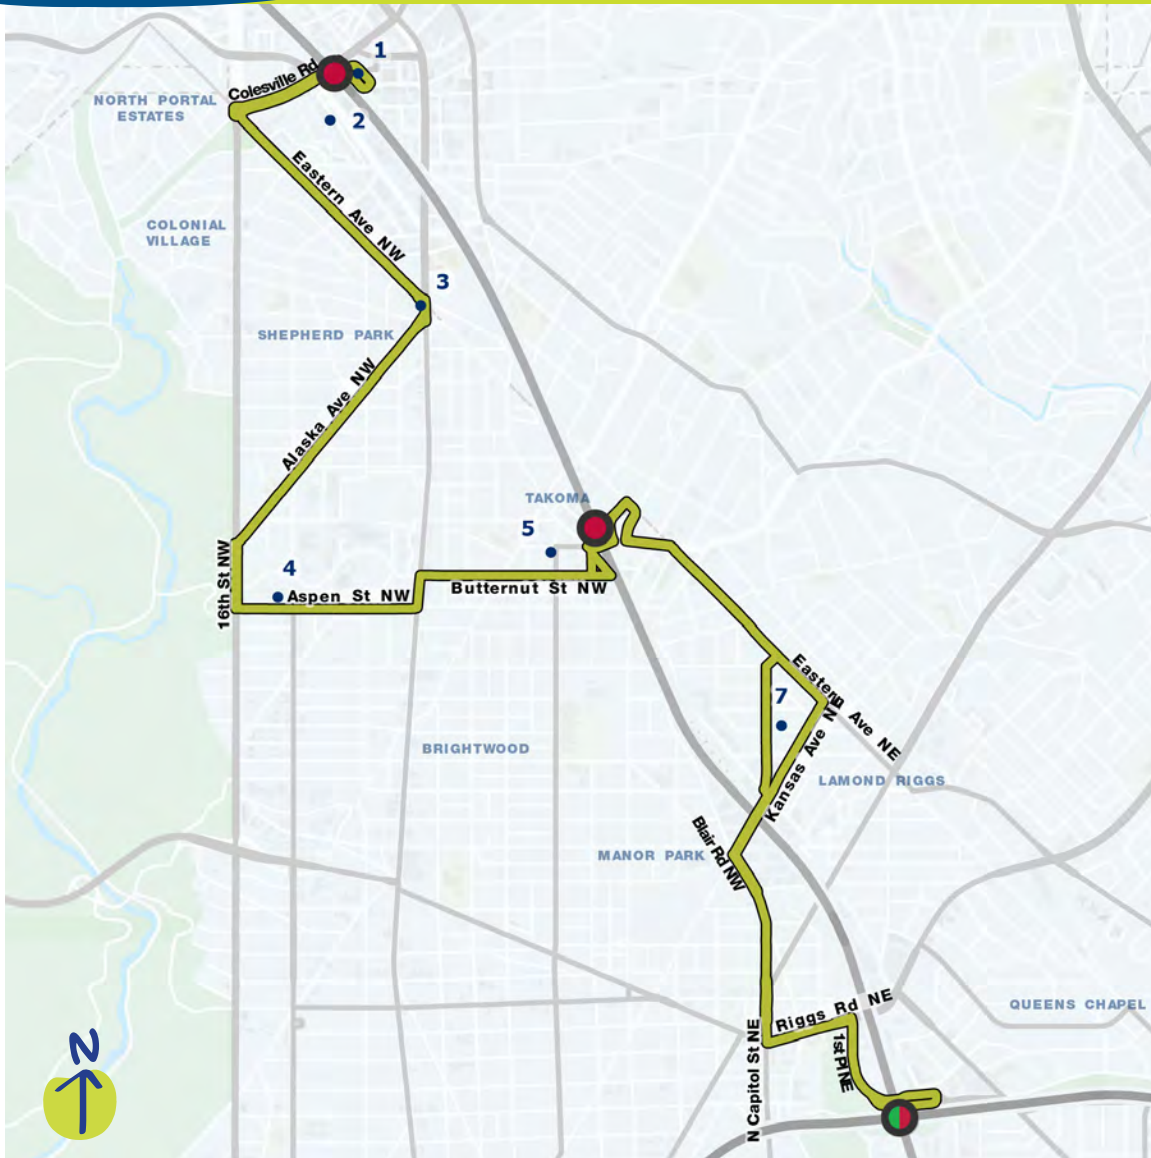 1
Colesville Rd
NORTH PORTAL
ESTATES
2
Eastern Ave NW
COLONIAL
VILLAGE
3
SHEPHERD PARK
Alaska Ave NW
TAKOMA
5
16th St NW
4
Aspen St NW
Butternut St NW
Eastern Ave NE
7
Kansas Ave NE
BRIGHTWOOD
LAMOND RIGGS
Blair Rd NW
MANOR PARK
Riggs Rd NE
QUEENS CHAPEL
N Capitol St NE
1st Pl NE
N